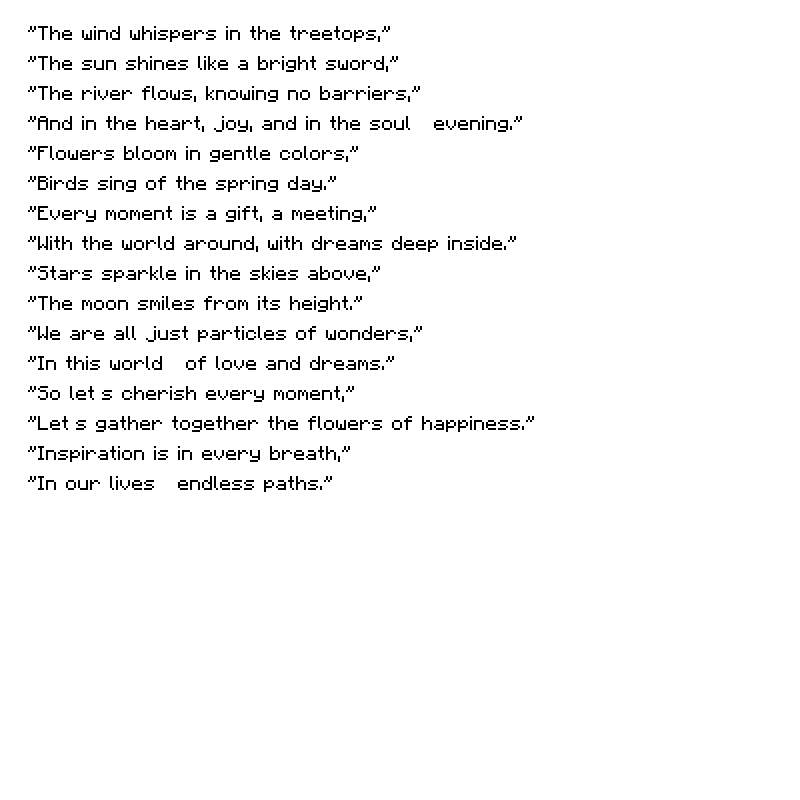 "The wind whispers in the treetops,"
"The sun shines like a bright sword,"
"The river flows, knowing no barriers,"
"And in the heart, joy, and in the soul   evening."
"Flowers bloom in gentle colors,"
"Birds sing of the spring day."
"Every moment is a gift, a meeting,"
"With the world around, with dreams deep inside."
"Stars sparkle in the skies above,"
"The moon smiles from its height."
"We are all just particles of wonders,"
"In this world   of love and dreams."
"So let s cherish every moment,"
"Let s gather together the flowers of happiness."
"Inspiration is in every breath,"
"In our lives   endless paths."